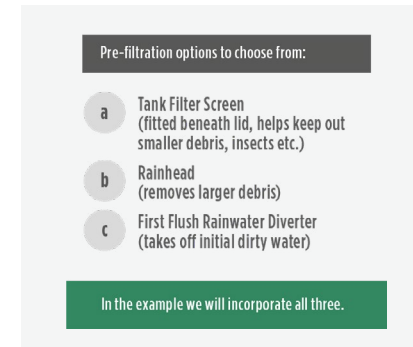 Pre-filtration options to choose from:
a
Tank Filter Screen
(fitted beneath lid, helps keep out
smaller debris, insects etc.)
b
Rainhead
(removes larger debris)
c
First Flush Rainwater Diverter
(takes off initial dirty water)
In the example we will incorporate all three.